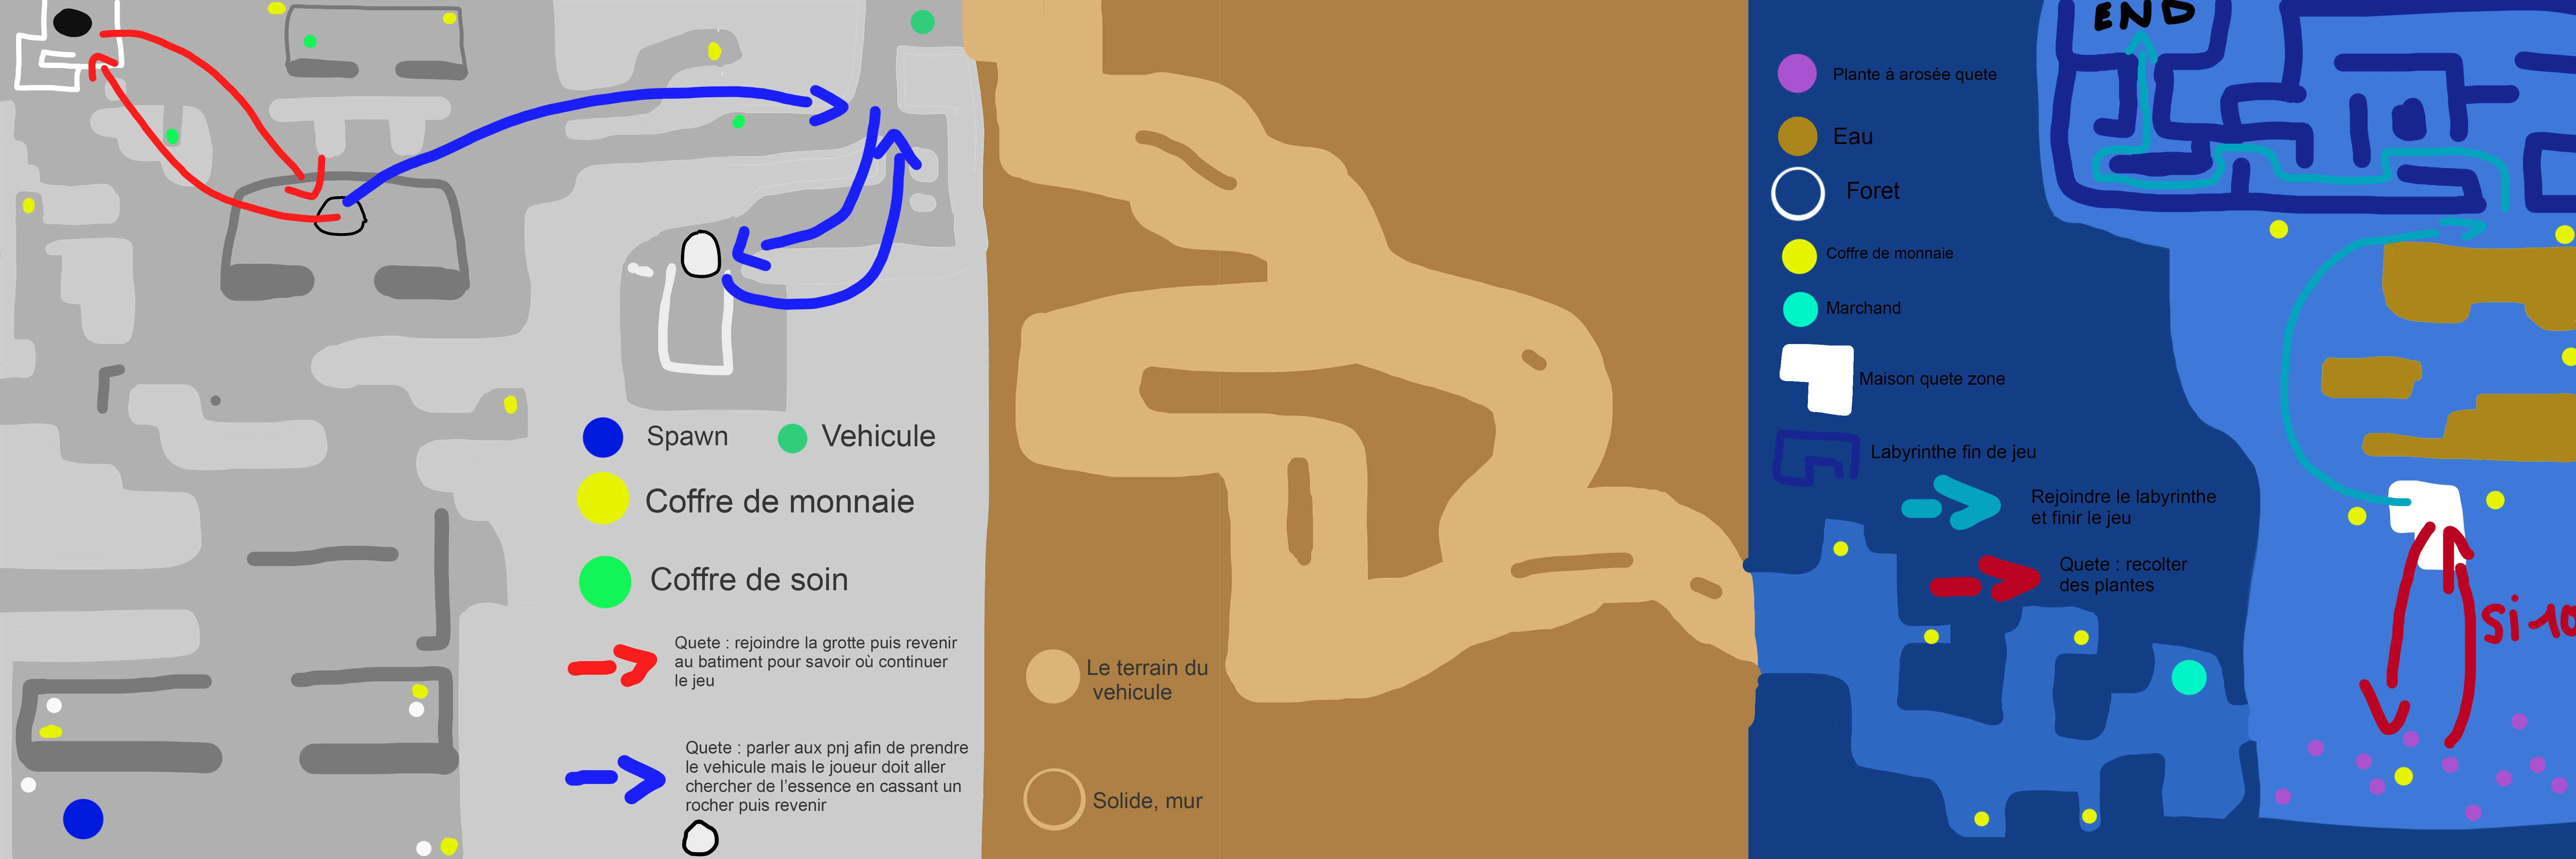 END
Plante à arosée quete
Eau
Foret
Coffre de monnaie
Marchand
Maison quete zone
Labyrinthe fin de jeu
Rejoindre le labyrinthe
et finir le jeu
Quete : recolter
des plantes
si 10
Spawn
Vehicule
Coffre de monnaie
Coffre de soin
Quete : rejoindre la grotte puis revenir
au batiment pour savoir où continuer
le jeu
Quete : parler aux pnj afin de prendre
le vehicule mais le joueur doit aller
chercher de l'essence en cassant un
rocher puis revenir
Le terrain du
vehicule
Solide, mur